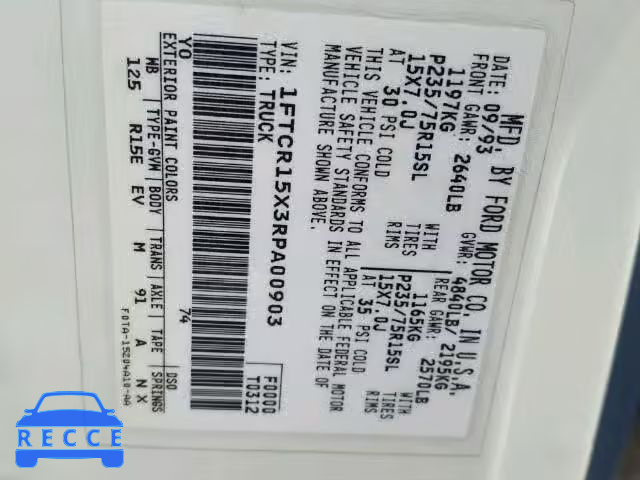 MFD. BY FORD MOTOR CO. IN U.S.A.
DATE: 09/93 GVWR: 4840LB/ 2195KG
FRONT GAWR: 2640LB REAR GAWR: 2570LB
1197KG WITH 1165KG WITH
P235/75R15SL TIRES P235/75R15SL TIRES
15X7.0J RIMS 15X7.0J RIMS
AT 30 PSI COLD AT 35 PSI COLD
THIS VEHICLE CONFORMS TO ALL APPLICABLE FEDERAL MOTOR
VEHICLE SAFETY STANDARDS IN EFFECT ON THE DATE OF
MANUFACTURE SHOWN ABOVE.
VIN: 1FTCR15X3RPA00903 F0000
TYPE: TRUCK T0312
YO 74
EXTERIOR PAINT COLORS DSO
WB TYPE-GVW BODY TRANS AXLE TAPE SPRINGS
125 R15E EV M 91 A N X
RECCE